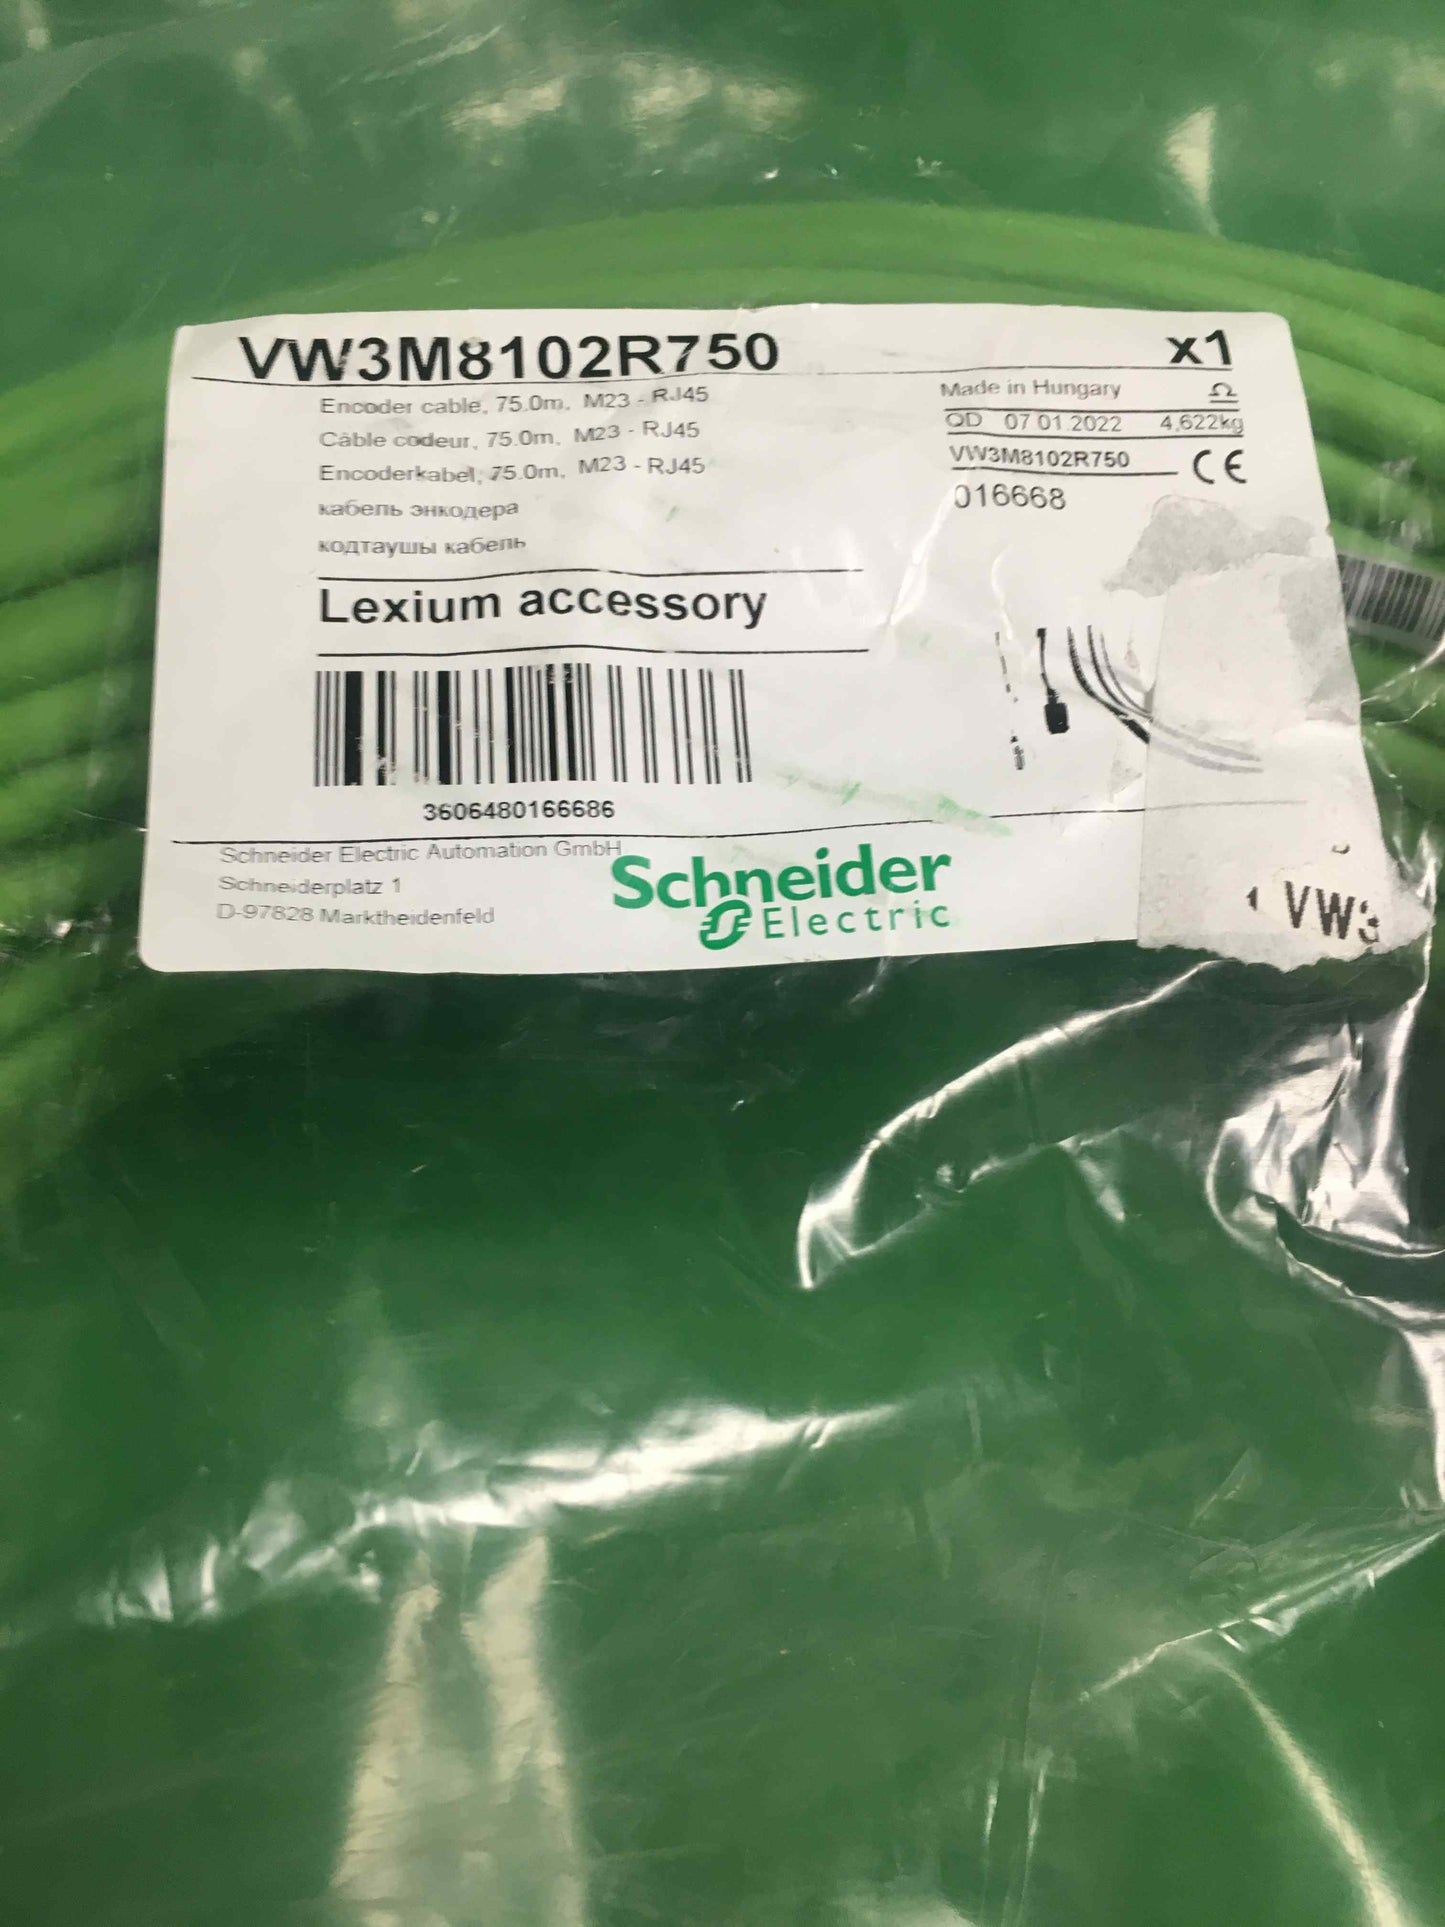 VW3M8102R750
x1
Encoder cable, 75.0m, M23 - RJ45
Câble codeur, 75.0m, M23 - RJ45
Encoderkabel, 75.0m, M23 - RJ45
кабель энкодера
кодтаушы кабель
Made in Hungary
QD 07 01 2022 4,622kg
VW3M8102R750
CE
016668
Lexium accessory
3606480166686
Schneider Electric Automation GmbH
Schneiderplatz 1
D-97828 Marktheidenfeld
Schneider
Electric
VW3